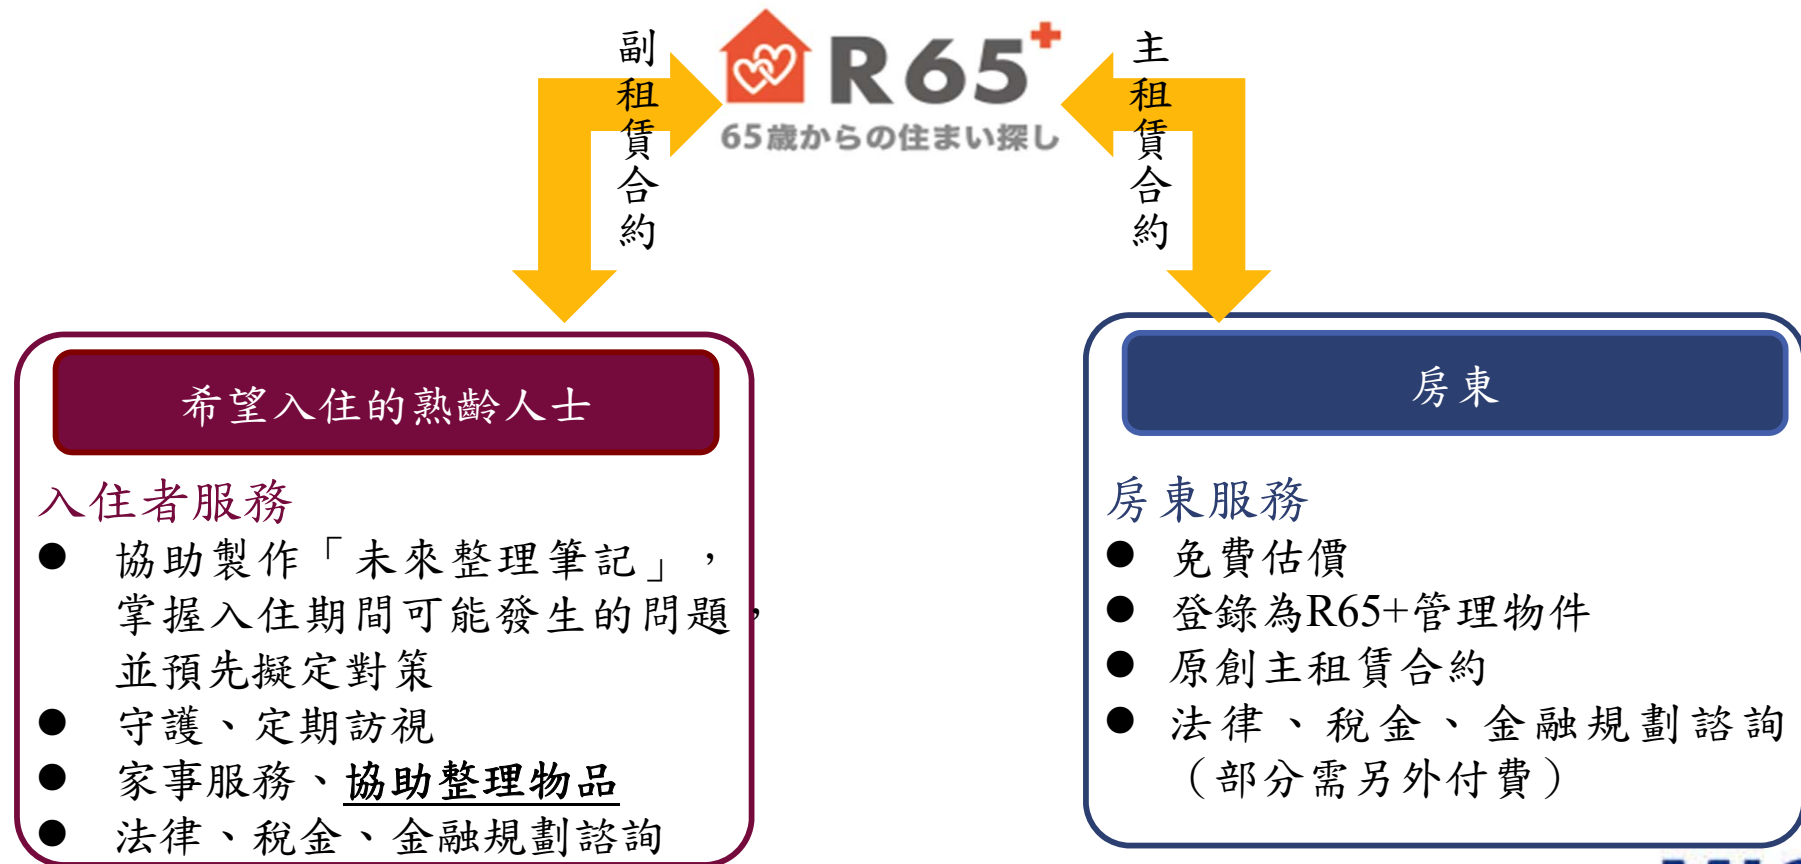 R65+
65歳からの住まい探し
副租賃合約
主租賃合約
希望入住的熟齡人士
入住者服務
● 協助製作「未來整理筆記」，
掌握入住期間可能發生的問題，
並預先擬定對策
● 守護、定期訪視
● 家事服務、協助整理物品
● 法律、稅金、金融規劃諮詢
房東
房東服務
● 免費估價
● 登錄為R65+管理物件
● 原創主租賃合約
● 法律、稅金、金融規劃諮詢
（部分需另外付費）